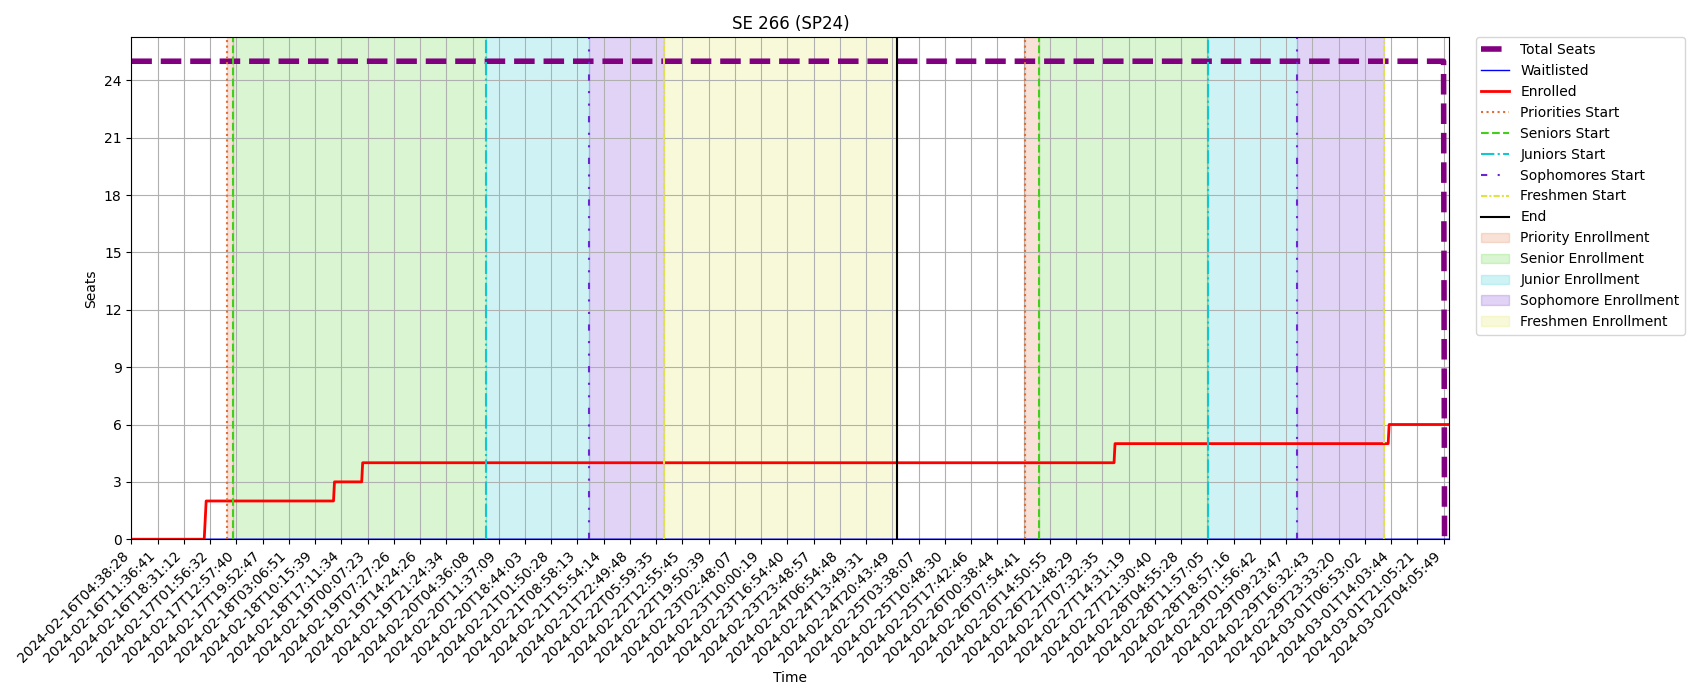 SE 266 (SP24)
Seats
24
21
18
15
12
9
6
3
0
2024-02-16T04:38:28
2024-02-16T11:36:41
2024-02-16T18:31:12
2024-02-17T01:56:32
2024-02-17T12:57:40
2024-02-17T19:52:47
2024-02-18T03:06:51
2024-02-18T10:15:39
2024-02-18T17:11:34
2024-02-19T00:07:23
2024-02-19T07:27:26
2024-02-19T14:24:26
2024-02-19T21:24:34
2024-02-20T04:36:08
2024-02-20T11:37:09
2024-02-20T18:44:03
2024-02-21T01:50:28
2024-02-21T08:58:13
2024-02-21T15:54:14
2024-02-21T22:49:48
2024-02-22T05:59:35
2024-02-22T12:55:45
2024-02-22T19:50:39
2024-02-23T02:48:07
2024-02-23T10:00:19
2024-02-23T16:54:40
2024-02-23T23:48:57
2024-02-24T06:54:48
2024-02-24T13:49:31
2024-02-24T20:43:49
2024-02-25T03:38:07
2024-02-25T10:48:30
2024-02-25T17:42:46
2024-02-26T00:38:44
2024-02-26T07:54:41
2024-02-26T14:50:55
2024-02-26T21:48:29
2024-02-27T07:32:35
2024-02-27T14:31:19
2024-02-27T21:30:40
2024-02-28T04:55:28
2024-02-28T11:57:05
2024-02-28T18:57:16
2024-02-29T01:56:42
2024-02-29T09:23:47
2024-02-29T16:32:43
2024-02-29T23:33:20
2024-03-01T06:53:02
2024-03-01T14:03:44
2024-03-01T21:05:21
2024-03-02T04:05:49
Time
Total Seats
Waitlisted
Enrolled
Priorities Start
Seniors Start
Juniors Start
Sophomores Start
Freshmen Start
End
Priority Enrollment
Senior Enrollment
Junior Enrollment
Sophomore Enrollment
Freshmen Enrollment